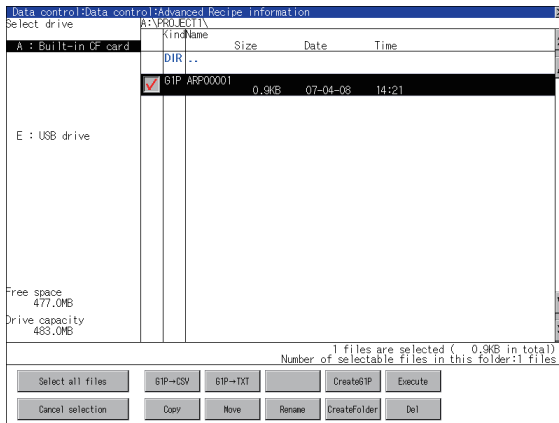 Data control:Data control:Advanced Recipe information
Select drive
A:\PROJECT1\
Kind Name
Size Date Time
A : Built-in CF card
DIR ..
G1P ARP00001
0.9KB 07-04-08 14:21
E : USB drive
Free space
477.0MB
Drive capacity
483.0MB
1 files are selected ( 0.9KB in total)
Number of selectable files in this folder:1 files
Select all files G1P→CSV G1P→TXT CreateG1P Execute
Cancel selection Copy Move Rename CreateFolder Del